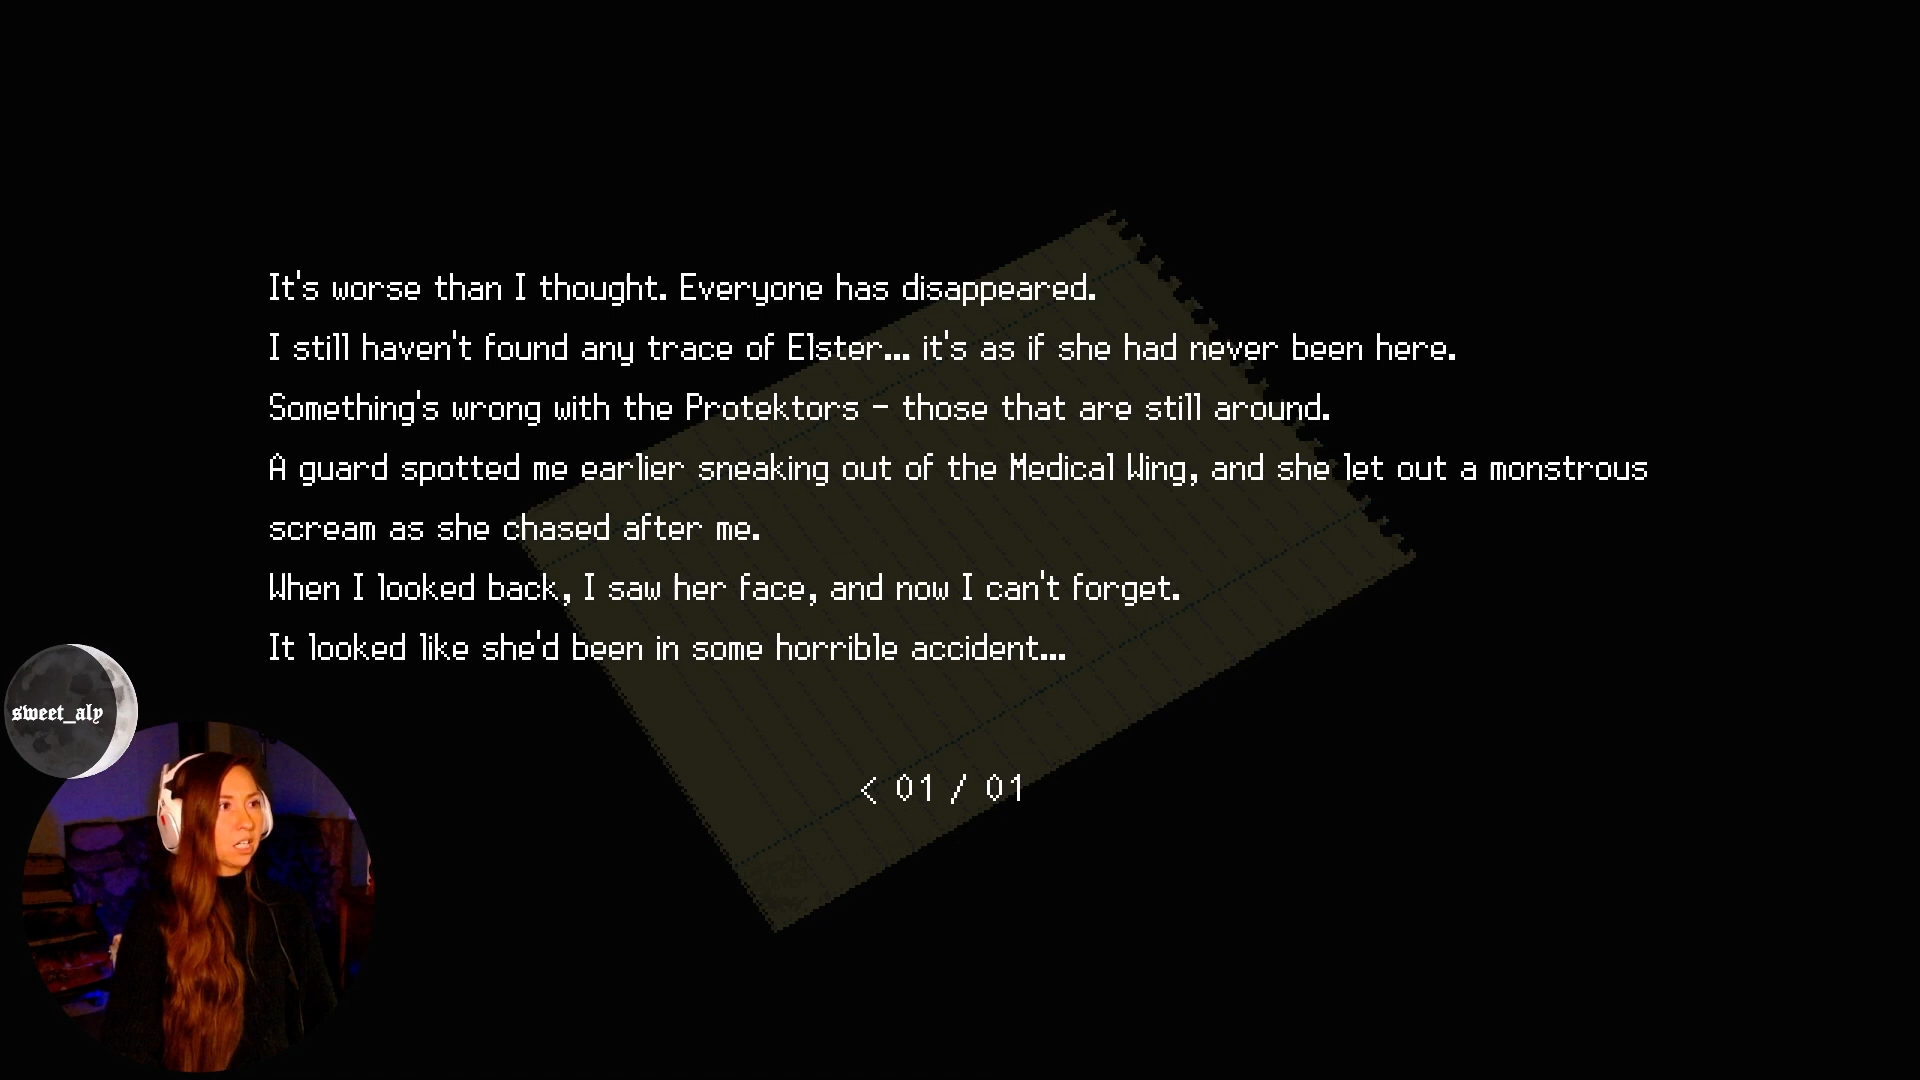 It's worse than I thought. Everyone has disappeared.
I still haven't found any trace of Elster... it's as if she had never been here.
Something's wrong with the Protektors - those that are still around.
A guard spotted me earlier sneaking out of the Medical Wing, and she let out a monstrous
scream as she chased after me.
When I looked back, I saw her face, and now I can't forget.
It looked like she'd been in some horrible accident...
< 01 / 01
sweet_aly